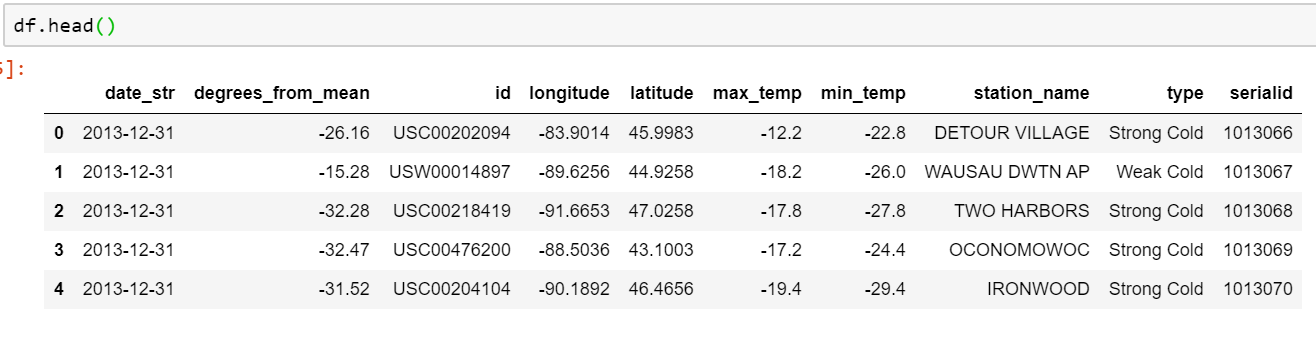 df.head()
5]:
date_str degrees_from_mean id longitude latitude max_temp min_temp station_name type serialid
0 2013-12-31 -26.16 USC00202094 -83.9014 45.9983 -12.2 -22.8 DETOUR VILLAGE Strong Cold 1013066
1 2013-12-31 -15.28 USW00014897 -89.6256 44.9258 -18.2 -26.0 WAUSAU DWTN AP Weak Cold 1013067
2 2013-12-31 -32.28 USC00218419 -91.6653 47.0258 -17.8 -27.8 TWO HARBORS Strong Cold 1013068
3 2013-12-31 -32.47 USC00476200 -88.5036 43.1003 -17.2 -24.4 OCONOMOWOC Strong Cold 1013069
4 2013-12-31 -31.52 USC00204104 -90.1892 46.4656 -19.4 -29.4 IRONWOOD Strong Cold 1013070